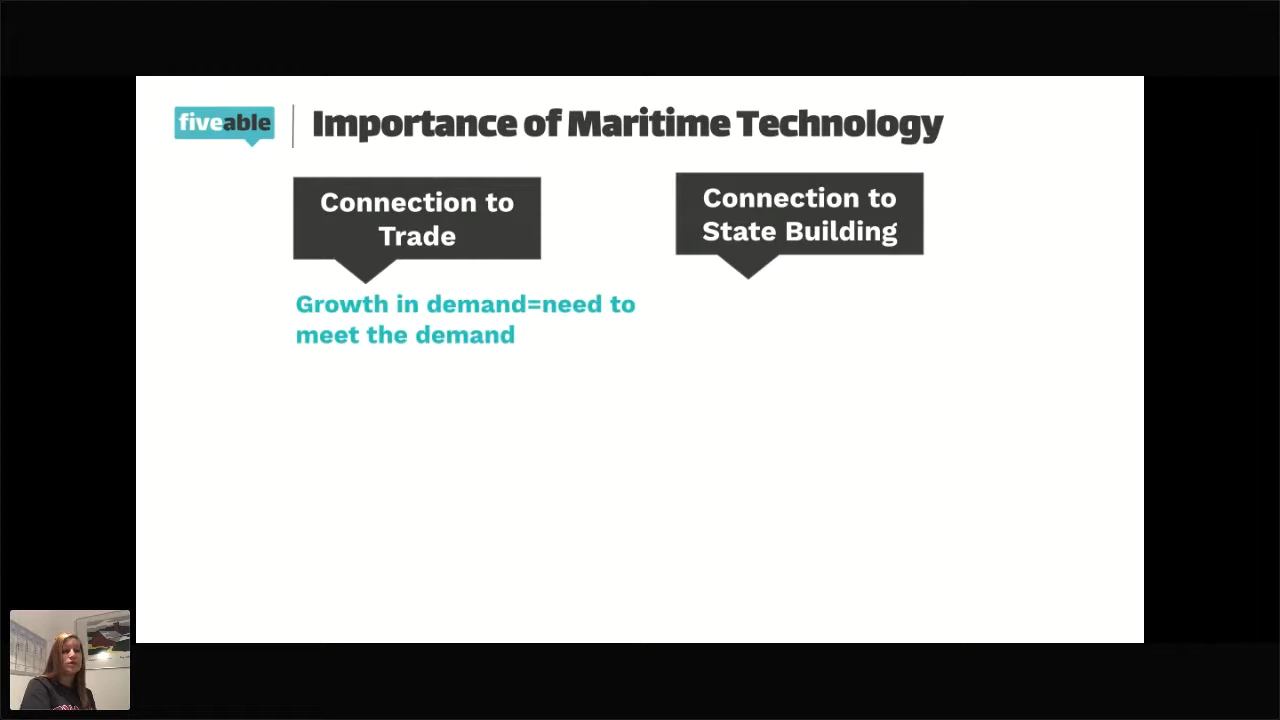 fiveable
Importance of Maritime Technology
Connection to
Trade
Connection to
State Building
Growth in demand=need to
meet the demand